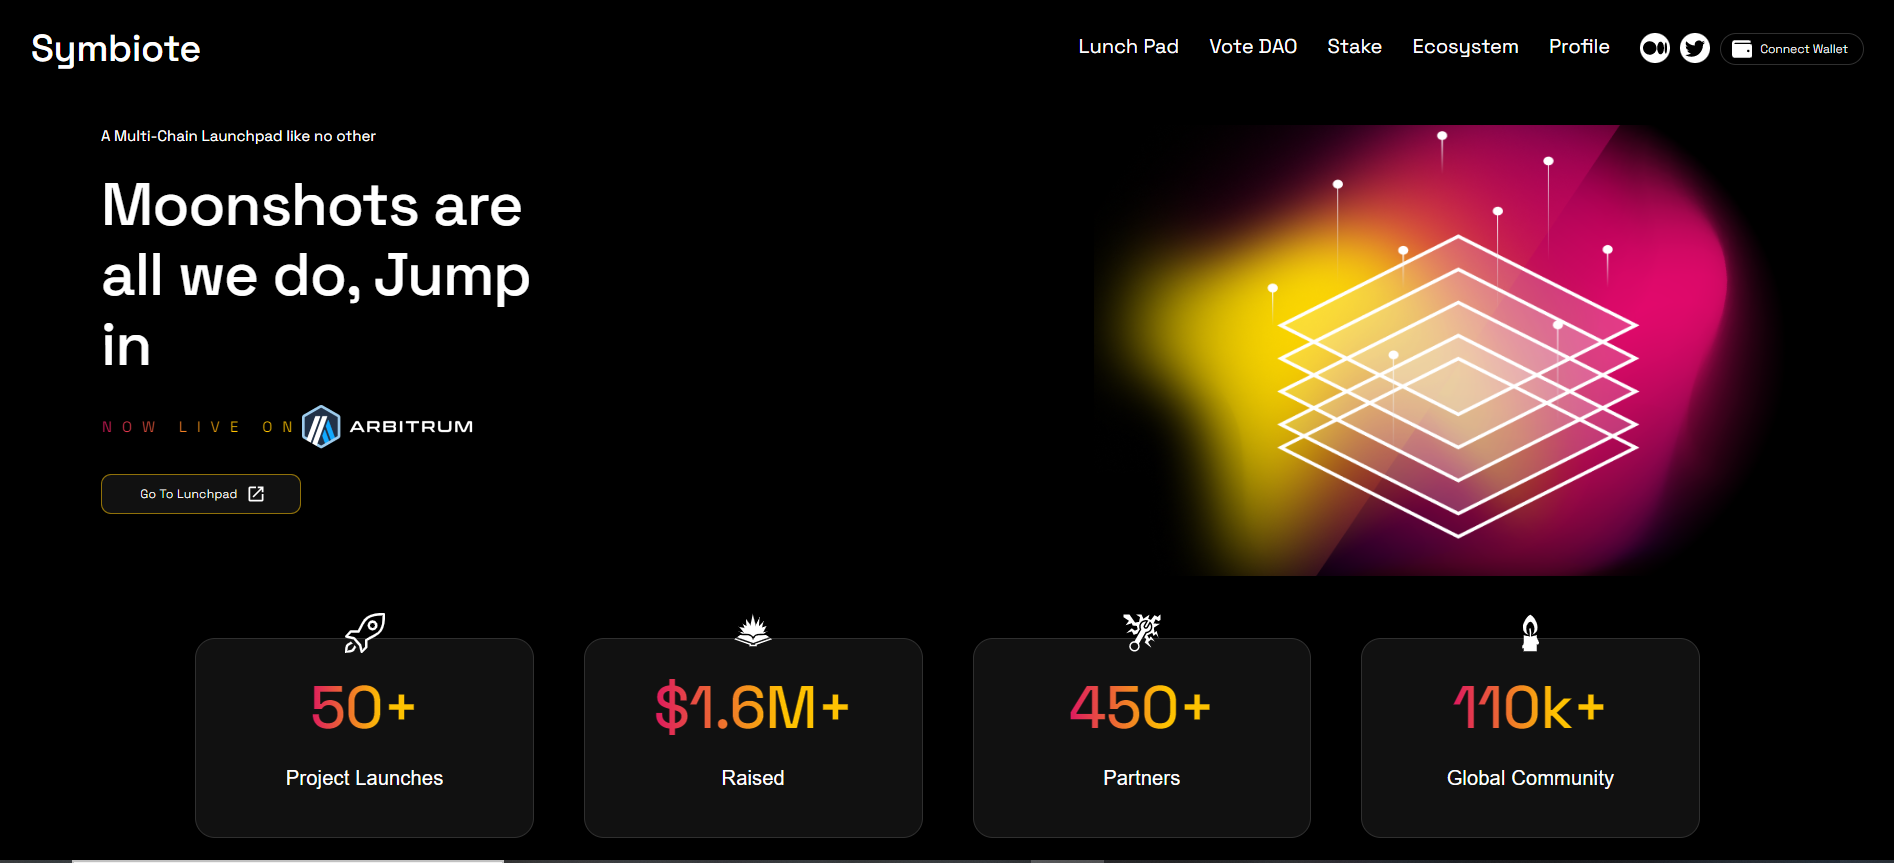 Symbiote
Lunch Pad Vote DAO Stake Ecosystem Profile Connect Wallet
A Multi-Chain Launchpad like no other
Moonshots are
all we do, Jump
in
NOW LIVE ON ARBITRUM
Go To Lunchpad
50+ $1.6M+ 450+ 110k+
Project Launches Raised Partners Global Community